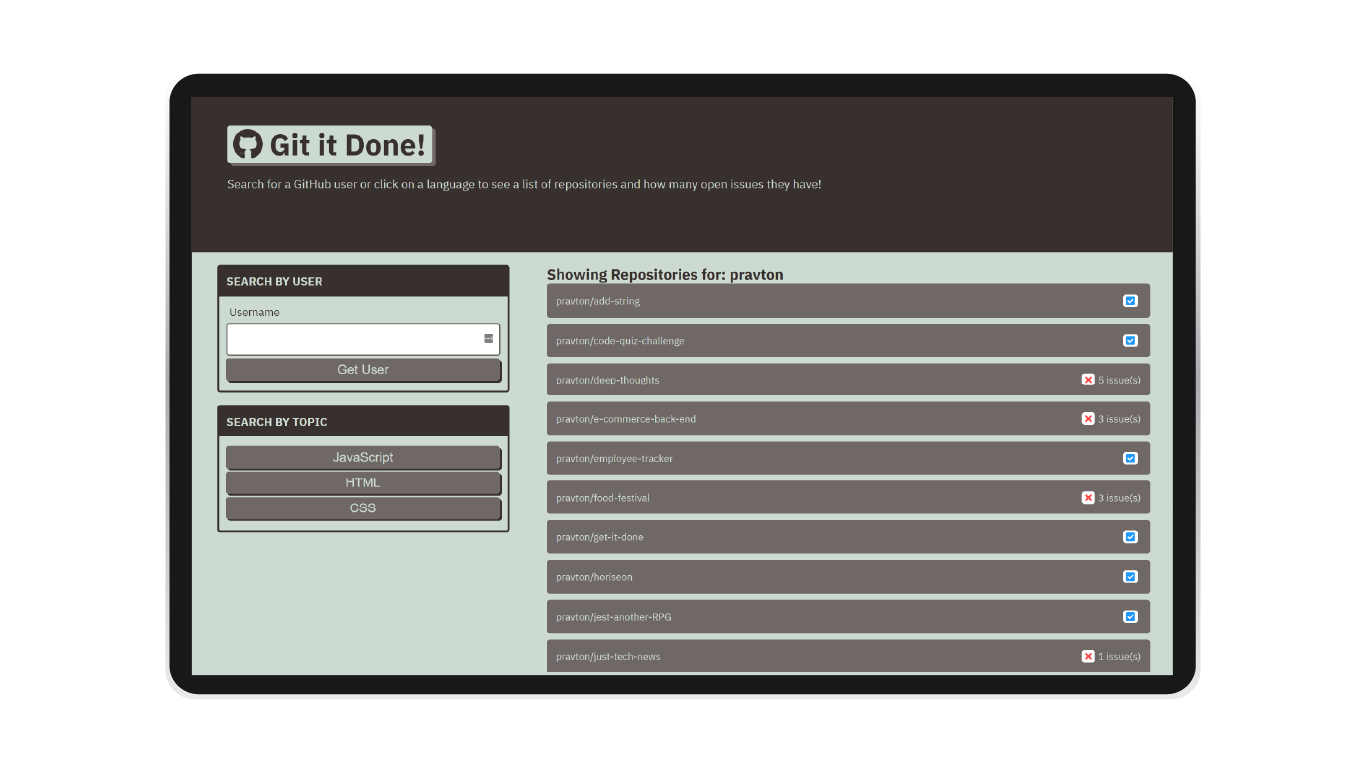 Git it Done!
Search for a GitHub user or click on a language to see a list of repositories and how many open issues they have!
SEARCH BY USER
Username
Get User
SEARCH BY TOPIC
JavaScript
HTML
CSS
Showing Repositories for: pravton
pravton/add-string
pravton/code-quiz-challenge
pravton/deep-thoughts 5 issue(s)
pravton/e-commerce-back-end 3 issue(s)
pravton/employee-tracker
pravton/food-festival 3 issue(s)
pravton/get-it-done
pravton/horiseon
pravton/jest-another-RPG
pravton/just-tech-news 1 issue(s)